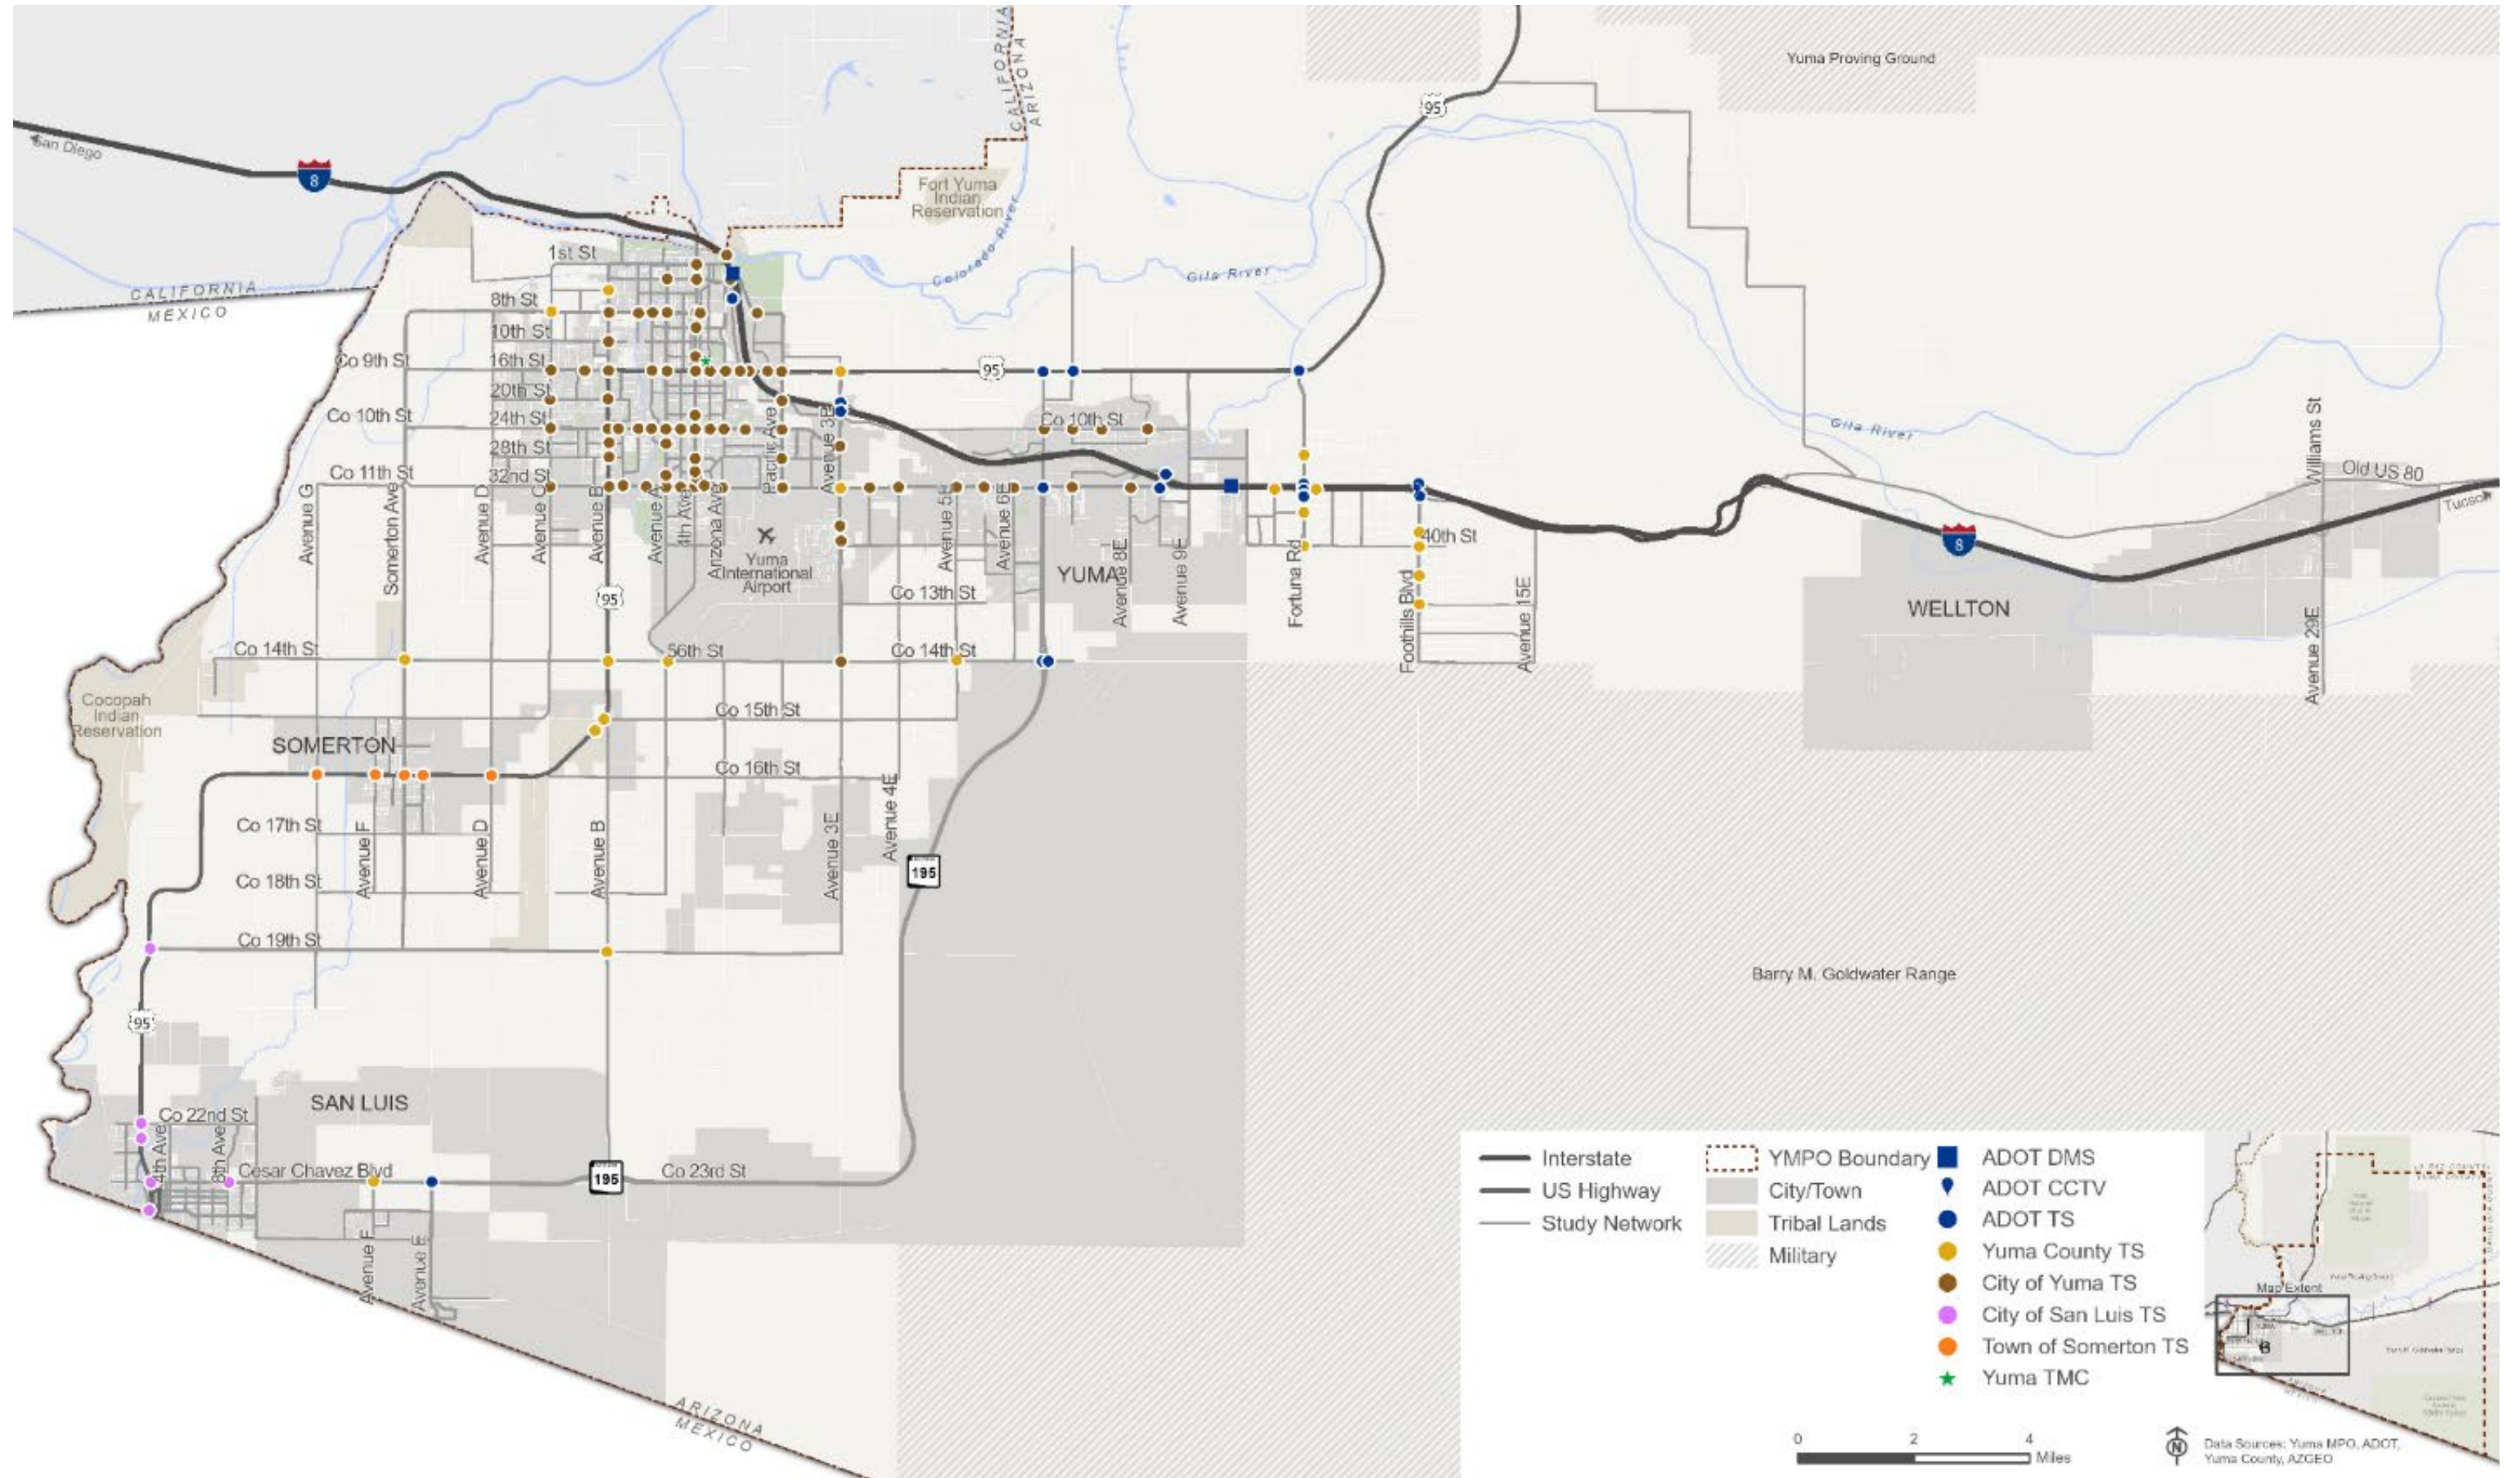 CALIFORNIA
ARIZONA
Yuma Proving Ground
95
San Diego
8
Fort Yuma
Indian
Reservation
Colorado River
Gila River
1st St
CALIFORNIA
MEXICO
8th St
10th St
Co 9th St
16th St
95
20th St
Co 10th St
24th St
Co 10th St
Gila River
28th St
Co 11th St
32nd St
Pacific Ave
Avenue 3E
Williams St
Old US 80
Tucson
Avenue G
Somerton Ave
Avenue D
Avenue C
Avenue B
Avenue A
4th Ave
Arizona Ave
Avenue 5E
Avenue 6E
Yuma
International
Airport
YUMA
Avenue 8E
Avenue 9E
Fortuna Rd
40th St
Foothills Blvd
Avenue 15E
8
WELLTON
Avenue 29E
95
Co 13th St
Co 14th St
56th St
Co 14th St
Cocopah
Indian
Reservation
Co 15th St
SOMERTON
Co 16th St
Avenue 4E
Co 17th St
Avenue F
Avenue D
Avenue B
Avenue 3E
195
Co 18th St
Co 19th St
Barry M. Goldwater Range
95
SAN LUIS
Co 22nd St
4th Ave
8th Ave
Cesar Chavez Blvd
195
Co 23rd St
Avenue F
Avenue E
ARIZONA
MEXICO
Interstate
US Highway
Study Network
YMPO Boundary
City/Town
Tribal Lands
Military
ADOT DMS
ADOT CCTV
ADOT TS
Yuma County TS
City of Yuma TS
City of San Luis TS
Town of Somerton TS
Yuma TMC
Map Extent
0
2
4
Miles
N
Data Sources: Yuma MPO, ADOT,
Yuma County, AZGEO